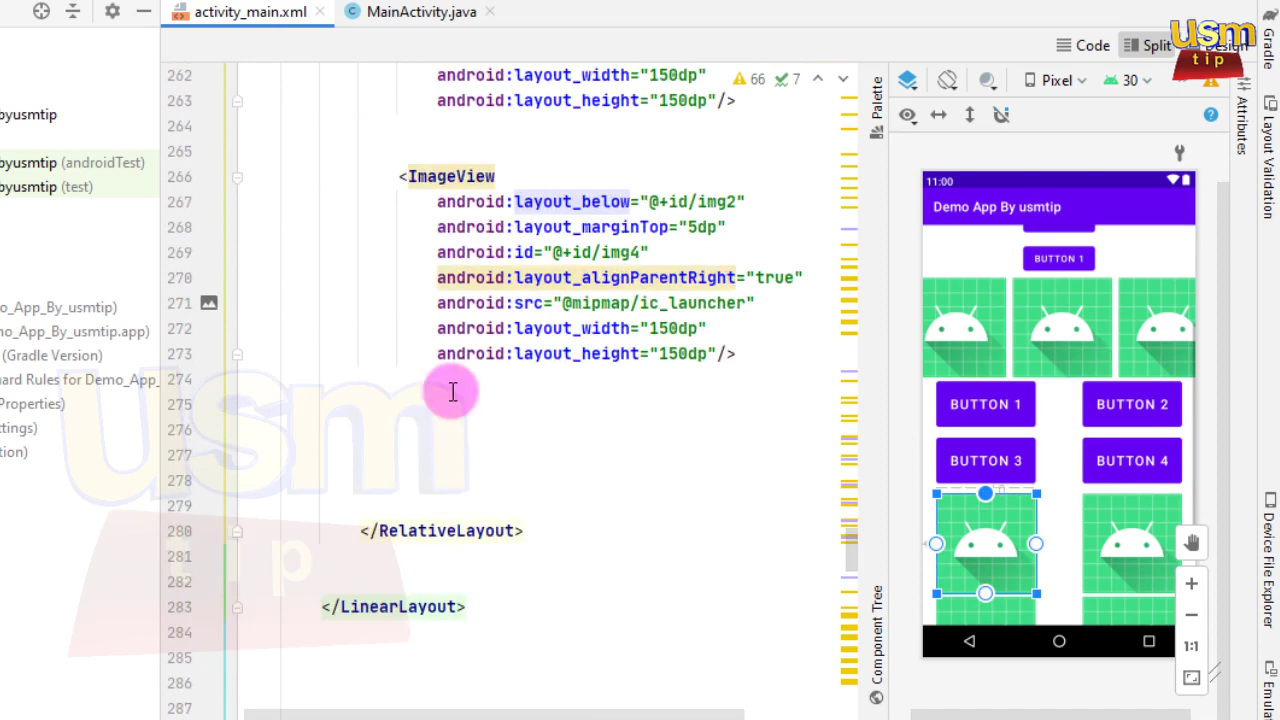 activity_main.xml
MainActivity.java
Code
Split
Design
usm
tip
byusmtip
byusmtip (androidTest)
byusmtip (test)
o_App_By_usmtip)
mo_App_By_usmtip.app)
(Gradle Version)
uard Rules for Demo_App_
Properties)
ttings)
tion)
262 android:layout_width="150dp"
263 android:layout_height="150dp"/>
264
265
266 <ImageView
267 android:layout_below="@+id/img2"
268 android:layout_marginTop="5dp"
269 android:id="@+id/img4"
270 android:layout_alignParentRight="true"
271 android:src="@mipmap/ic_launcher"
272 android:layout_width="150dp"
273 android:layout_height="150dp"/>
274
275
276
277
278
279
280 </RelativeLayout>
281
282
283 </LinearLayout>
284
285
286
287
66 7
usm
tip
Palette
Component Tree
Pixel
30
11:00
Demo App By usmtip
BUTTON 1
BUTTON 1 BUTTON 2
BUTTON 3 BUTTON 4
1:1
Attributes
Gradle
Layout Validation
Device File Explorer